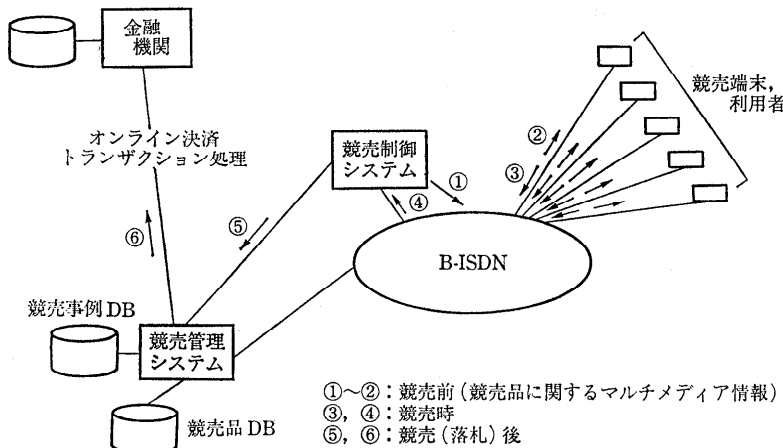 金融
機関
競売端末,
利用者
オンライン決済
トランザクション処理
競売制御
システム
①
②
③
④
⑤
⑥
B-ISDN
競売事例DB
競売管理
システム
競売品DB
①～②:競売前(競売品に関するマルチメディア情報)
③, ④:競売時
⑤, ⑥:競売(落札)後